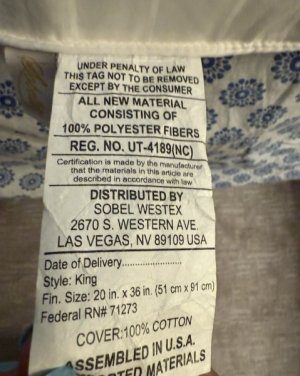 UNDER PENALTY OF LAW
THIS TAG NOT TO BE REMOVED
EXCEPT BY THE CONSUMER
ALL NEW MATERIAL
CONSISTING OF
100% POLYESTER FIBERS
REG. NO. UT-4189(NC)
Certification is made by the manufacturer
that the materials in this article are
described in accordance with law
DISTRIBUTED BY
SOBEL WESTEX
2670 S. WESTERN AVE.
LAS VEGAS, NV 89109 USA
Date of Delivery.......................
Style: King
Fin. Size: 20 in. x 36 in. (51 cm x 91 cm)
Federal RN# 71273
COVER:100% COTTON
ASSEMBLED IN U.S.A.
MATERIALS